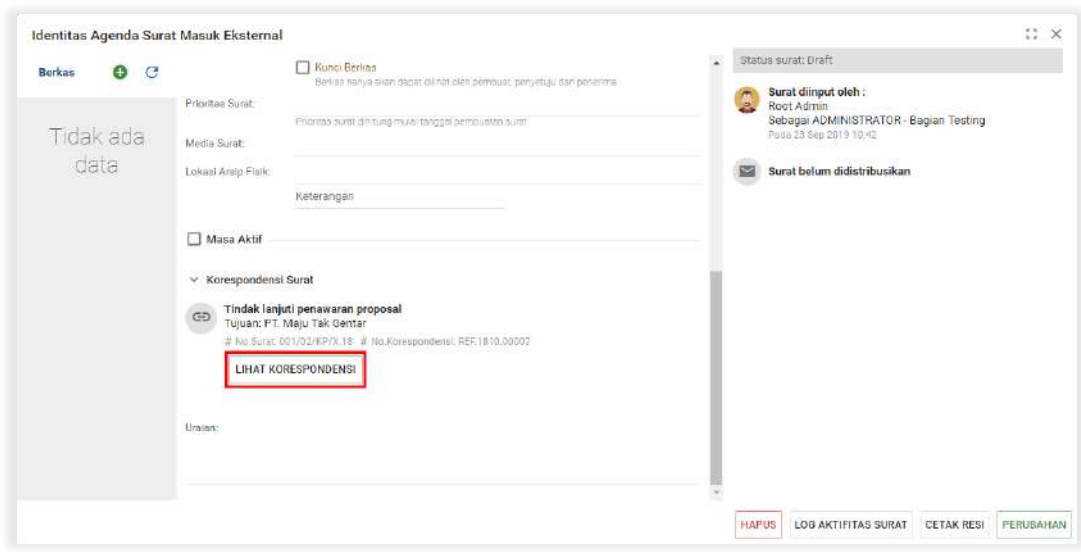 Identitas Agenda Surat Masuk Eksternal
Berkas
Tidak ada
data
Kunci Berkas
Berkas hanya akan dapat dilihat oleh pembuat, penyetuju dan penerima
Prioritas Surat:
Prioritas surat dihitung mulai tanggal pembuatan surat
Media Surat:
Lokasi Arsip Fisik:
Keterangan
Masa Aktif
Korespondensi Surat
Tindak lanjuti penawaran proposal
Tujuan: PT. Maju Tak Gentar
# No.Surat: 001/02/KP/X.18 # No.Korespondensi: REF.1810.00007
LIHAT KORESPONDENSI
Uraian:
Status surat: Draft
Surat diinput oleh :
Root Admin
Sebagai ADMINISTRATOR - Bagian Testing
Pada 23 Sep 2019 10:42
Surat belum didistribusikan
HAPUS
LOG AKTIFITAS SURAT
CETAK RESI
PERUBAHAN